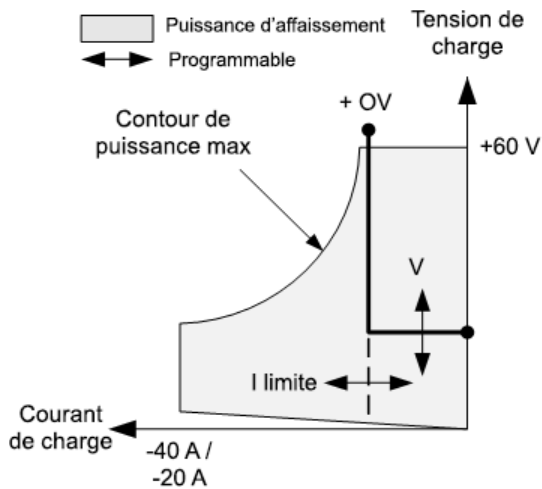 Puissance d'affaissement
Programmable
Tension de
charge
+ OV
Contour de
puissance max
+60 V
V
I limite
Courant
de charge
-40 A /
-20 A